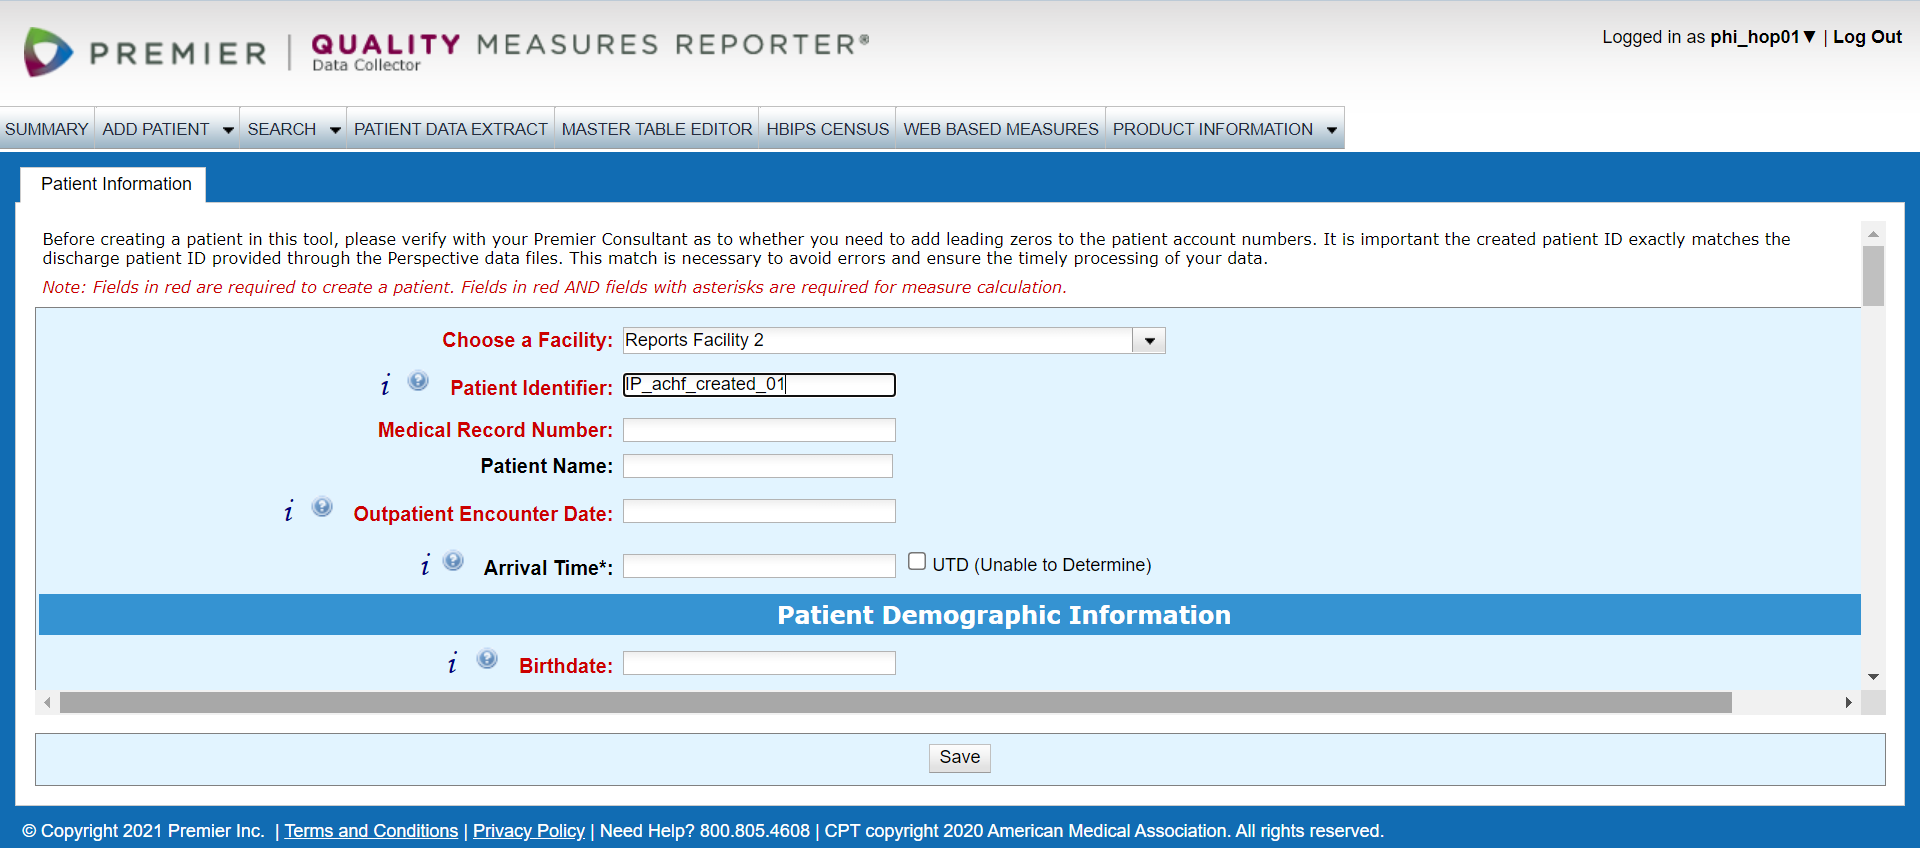 PREMIER | QUALITY MEASURES REPORTER®
Data Collector
Logged in as phi_hop01▼ | Log Out
SUMMARY ADD PATIENT SEARCH PATIENT DATA EXTRACT MASTER TABLE EDITOR HBIPS CENSUS WEB BASED MEASURES PRODUCT INFORMATION
Patient Information
Before creating a patient in this tool, please verify with your Premier Consultant as to whether you need to add leading zeros to the patient account numbers. It is important the created patient ID exactly matches the
discharge patient ID provided through the Perspective data files. This match is necessary to avoid errors and ensure the timely processing of your data.
Note: Fields in red are required to create a patient. Fields in red AND fields with asterisks are required for measure calculation.
Choose a Facility: Reports Facility 2
i ? Patient Identifier: IP_achf_created_01
Medical Record Number:
Patient Name:
i ? Outpatient Encounter Date:
i ? Arrival Time*: UTD (Unable to Determine)
Patient Demographic Information
i ? Birthdate:
Save
© Copyright 2021 Premier Inc. | Terms and Conditions | Privacy Policy | Need Help? 800.805.4608 | CPT copyright 2020 American Medical Association. All rights reserved.